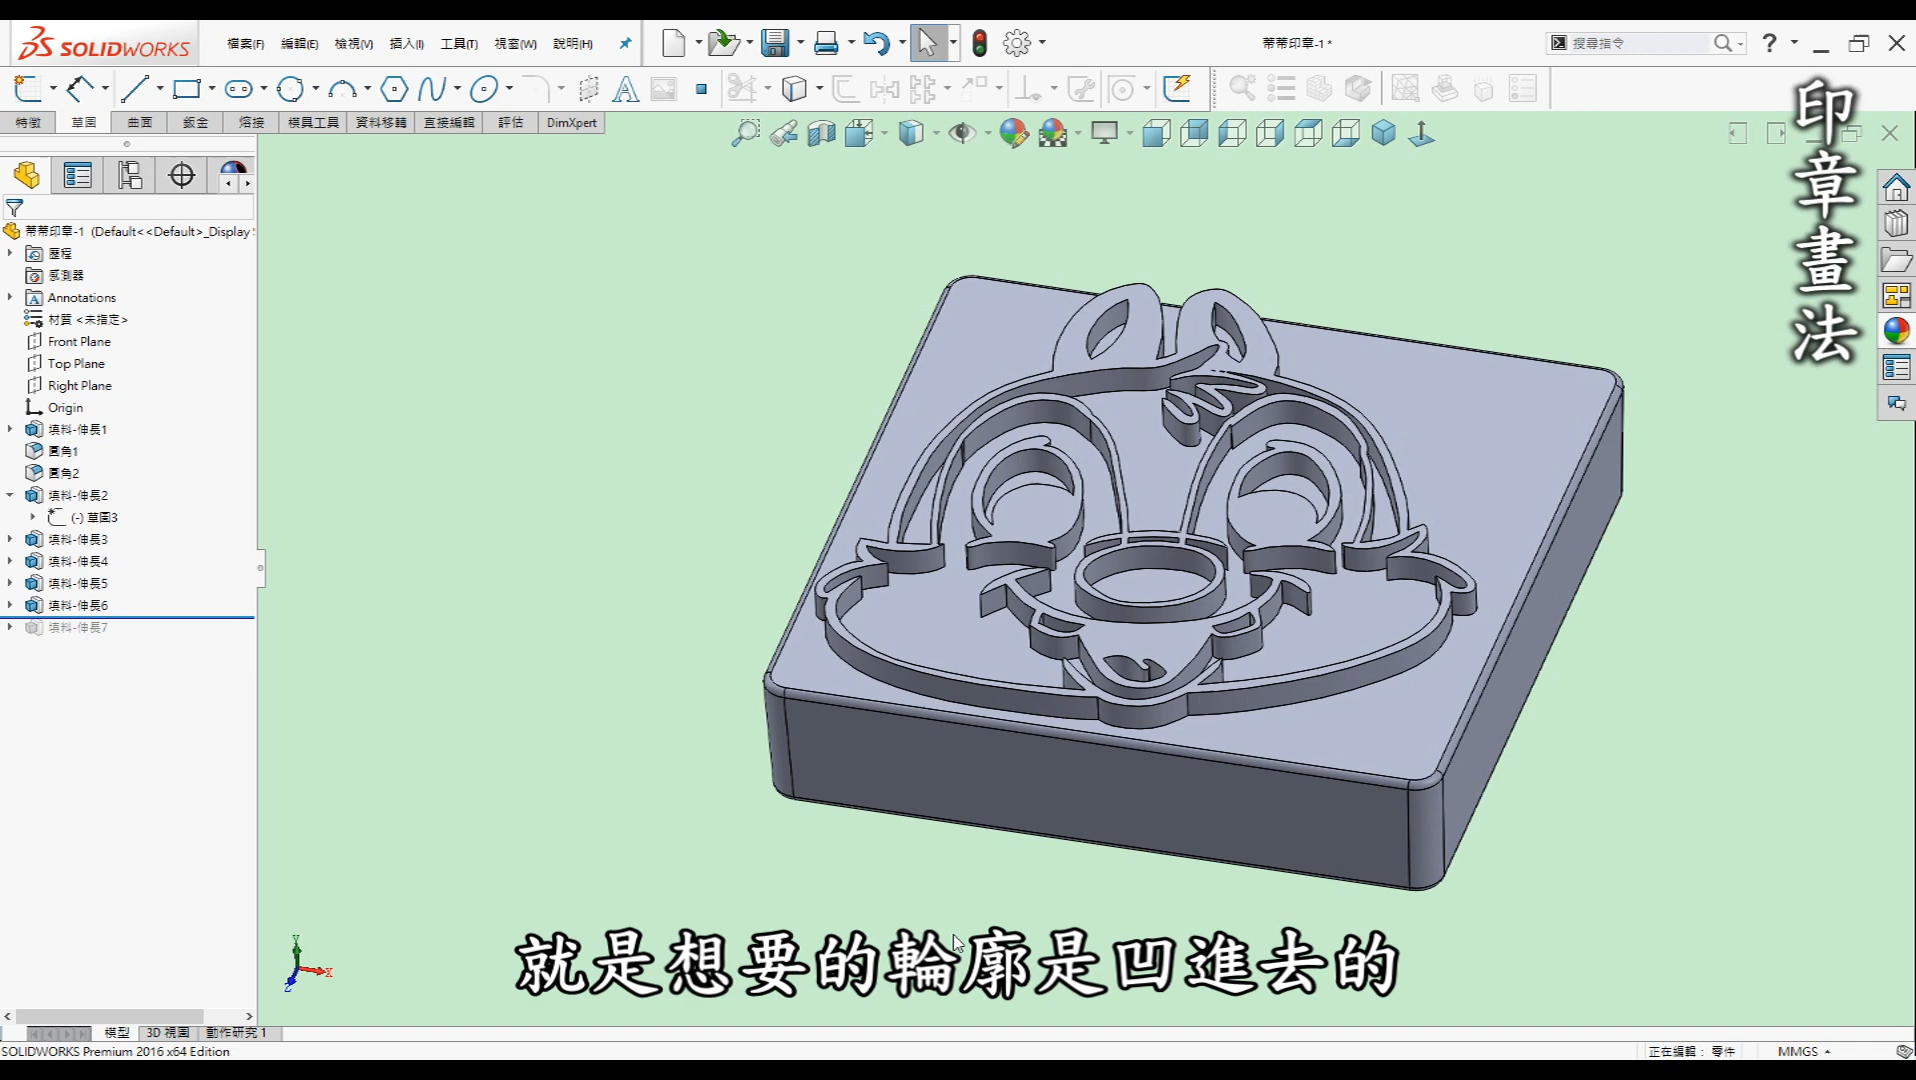 SOLIDWORKS
檔案(F) 編輯(E) 檢視(V) 插入(I) 工具(T) 視窗(W) 說明(H)
蒂蒂印章-1 *
搜尋指令
特徵 草圖 曲面 鈑金 熔接 模具工具 資料移轉 直接編輯 評估 DimXpert
印章畫法
蒂蒂印章-1 (Default<<Default>_Display
歷程
感測器
Annotations
材質 <未指定>
Front Plane
Top Plane
Right Plane
Origin
填料-伸長1
圓角1
圓角2
填料-伸長2
(-) 草圖3
填料-伸長3
填料-伸長4
填料-伸長5
填料-伸長6
填料-伸長7
Y
X
Z
就是想要的輪廓是凹進去的
模型 3D 視圖 動作研究 1
SOLIDWORKS Premium 2016 x64 Edition
正在編輯： 零件
MMGS